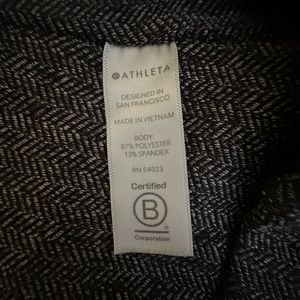 ATHLETA
DESIGNED IN
SAN FRANCISCO
MADE IN VIETNAM
BODY:
87% POLYESTER
13% SPANDEX
RN 54023
Certified
B
Corporation